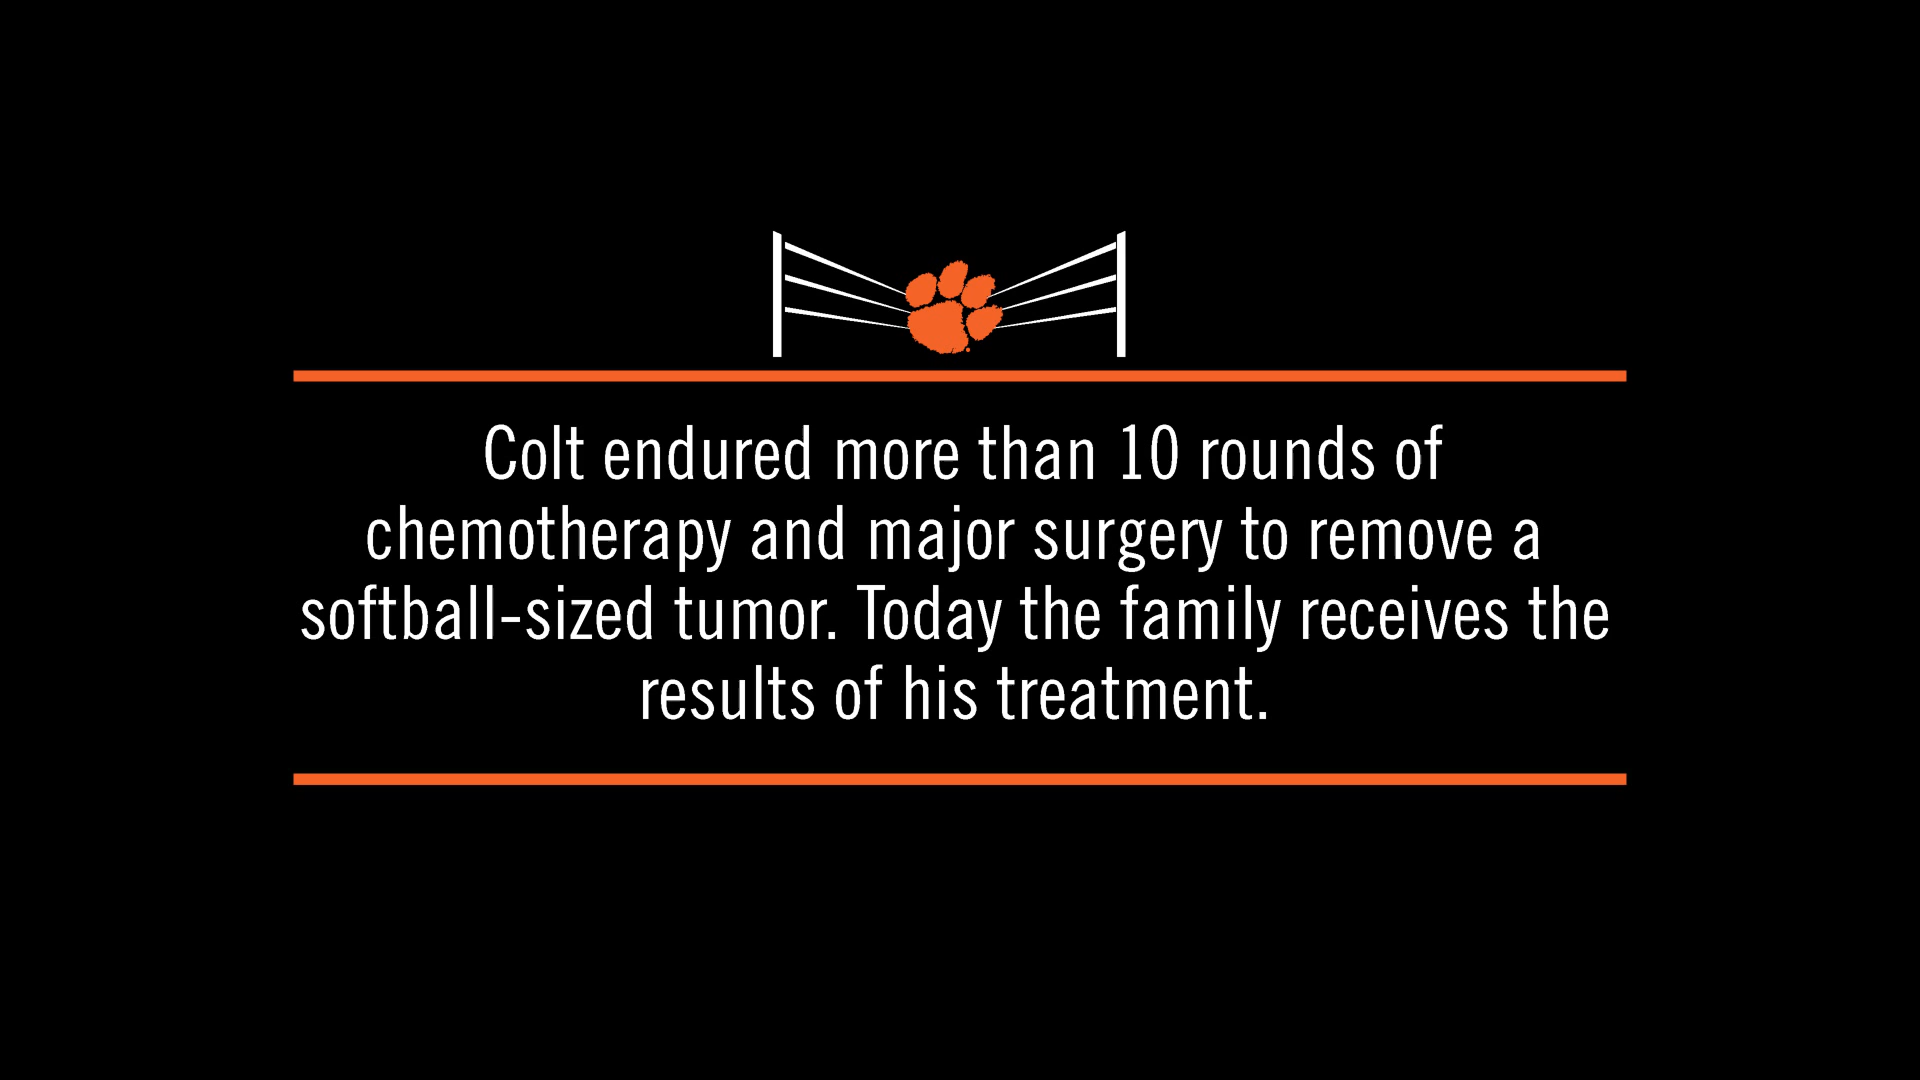 Colt endured more than 10 rounds of
chemotherapy and major surgery to remove a
softball-sized tumor. Today the family receives the
results of his treatment.